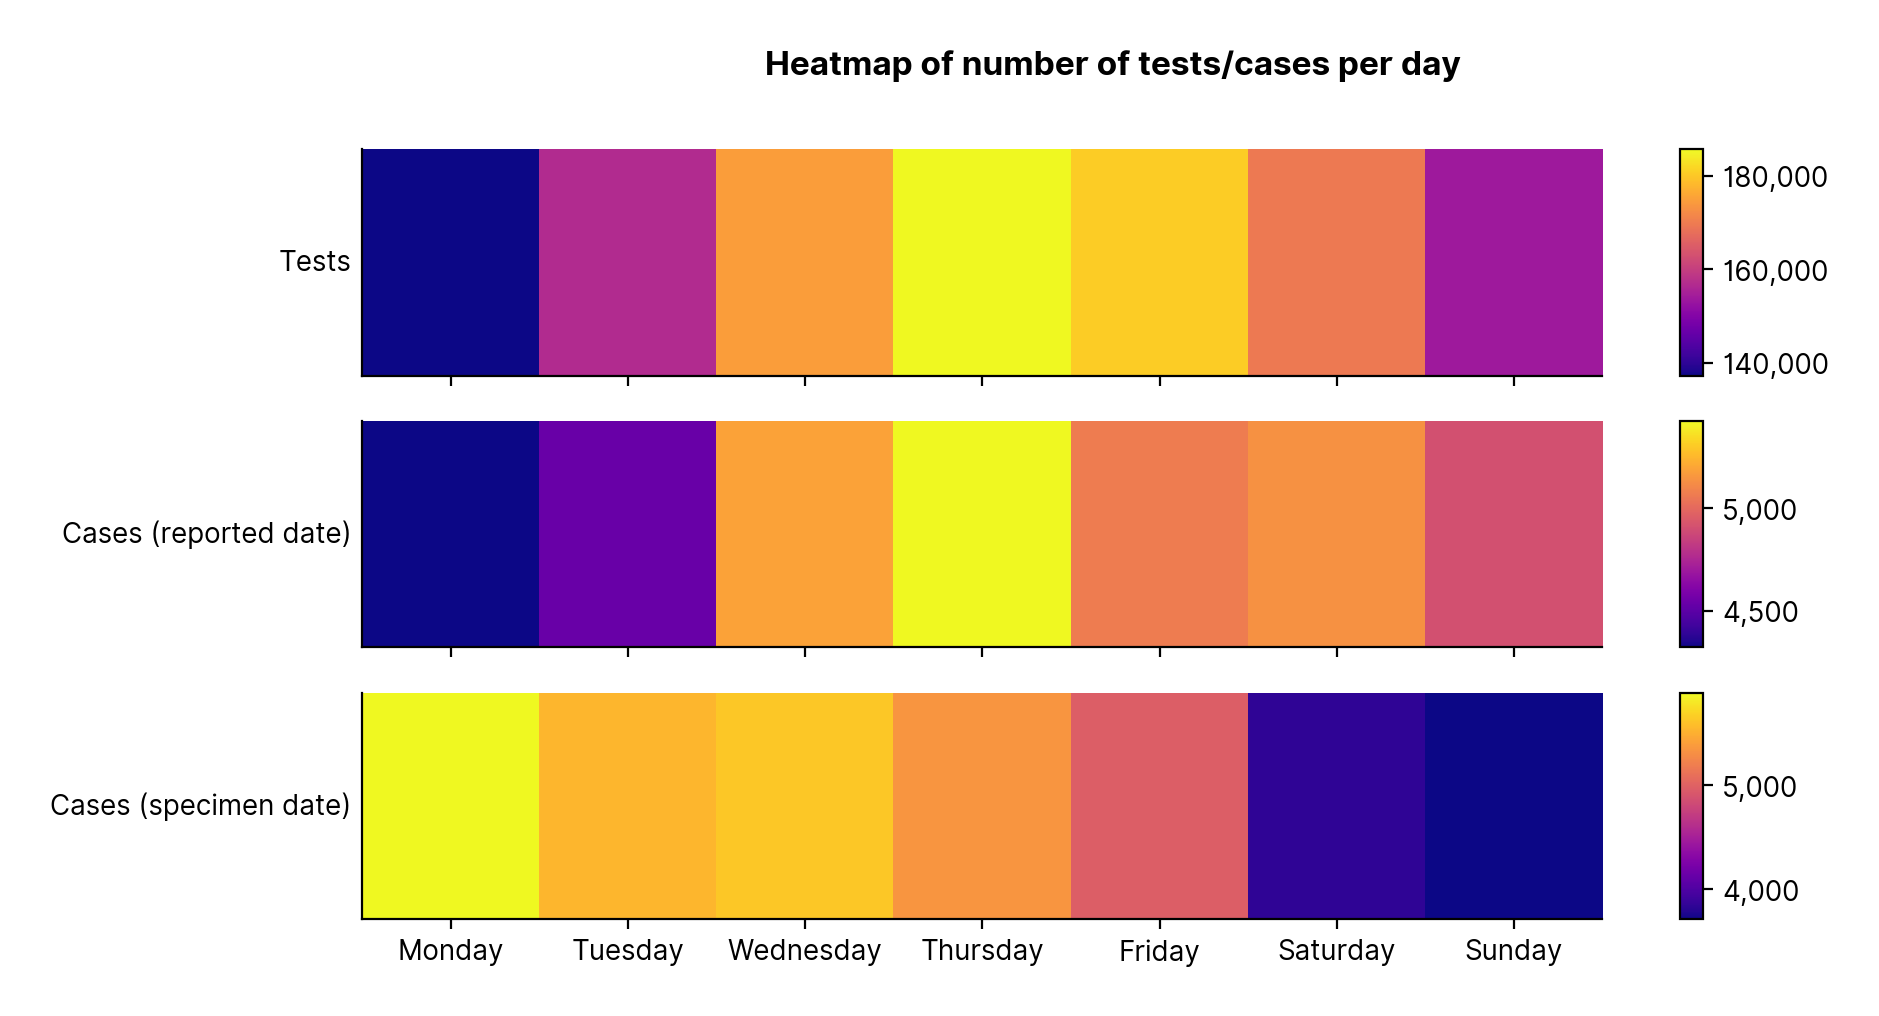 Heatmap of number of tests/cases per day
Tests
180,000
160,000
140,000
Cases (reported date)
5,000
4,500
Cases (specimen date)
5,000
4,000
Monday Tuesday Wednesday Thursday Friday Saturday Sunday